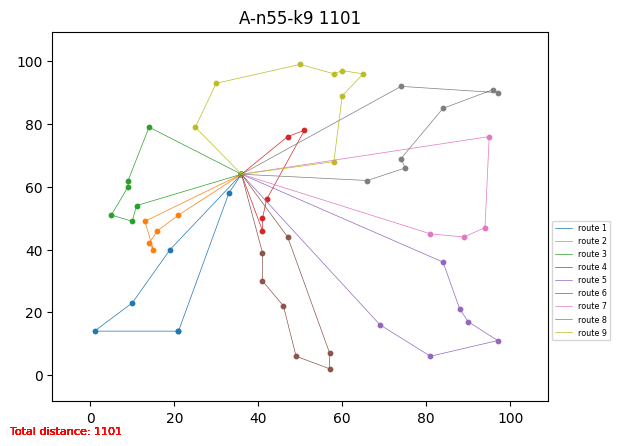 A-n55-k9 1101
100
80
60
40
20
0
0 20 40 60 80 100
route 1
route 2
route 3
route 4
route 5
route 6
route 7
route 8
route 9
Total distance: 1101